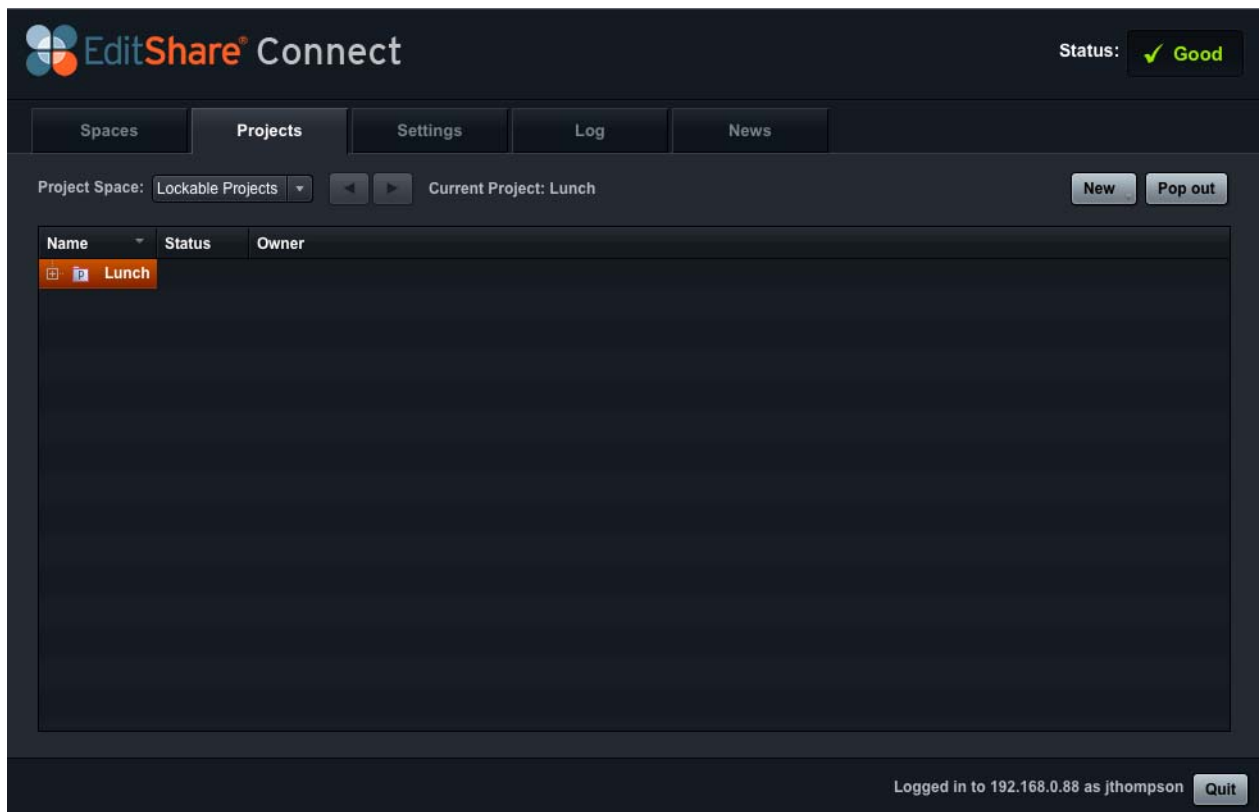 EditShare® Connect
Status: ✓ Good
Spaces Projects Settings Log News
Project Space: Lockable Projects Current Project: Lunch New Pop out
Name Status Owner
P Lunch
Logged in to 192.168.0.88 as jthompson Quit